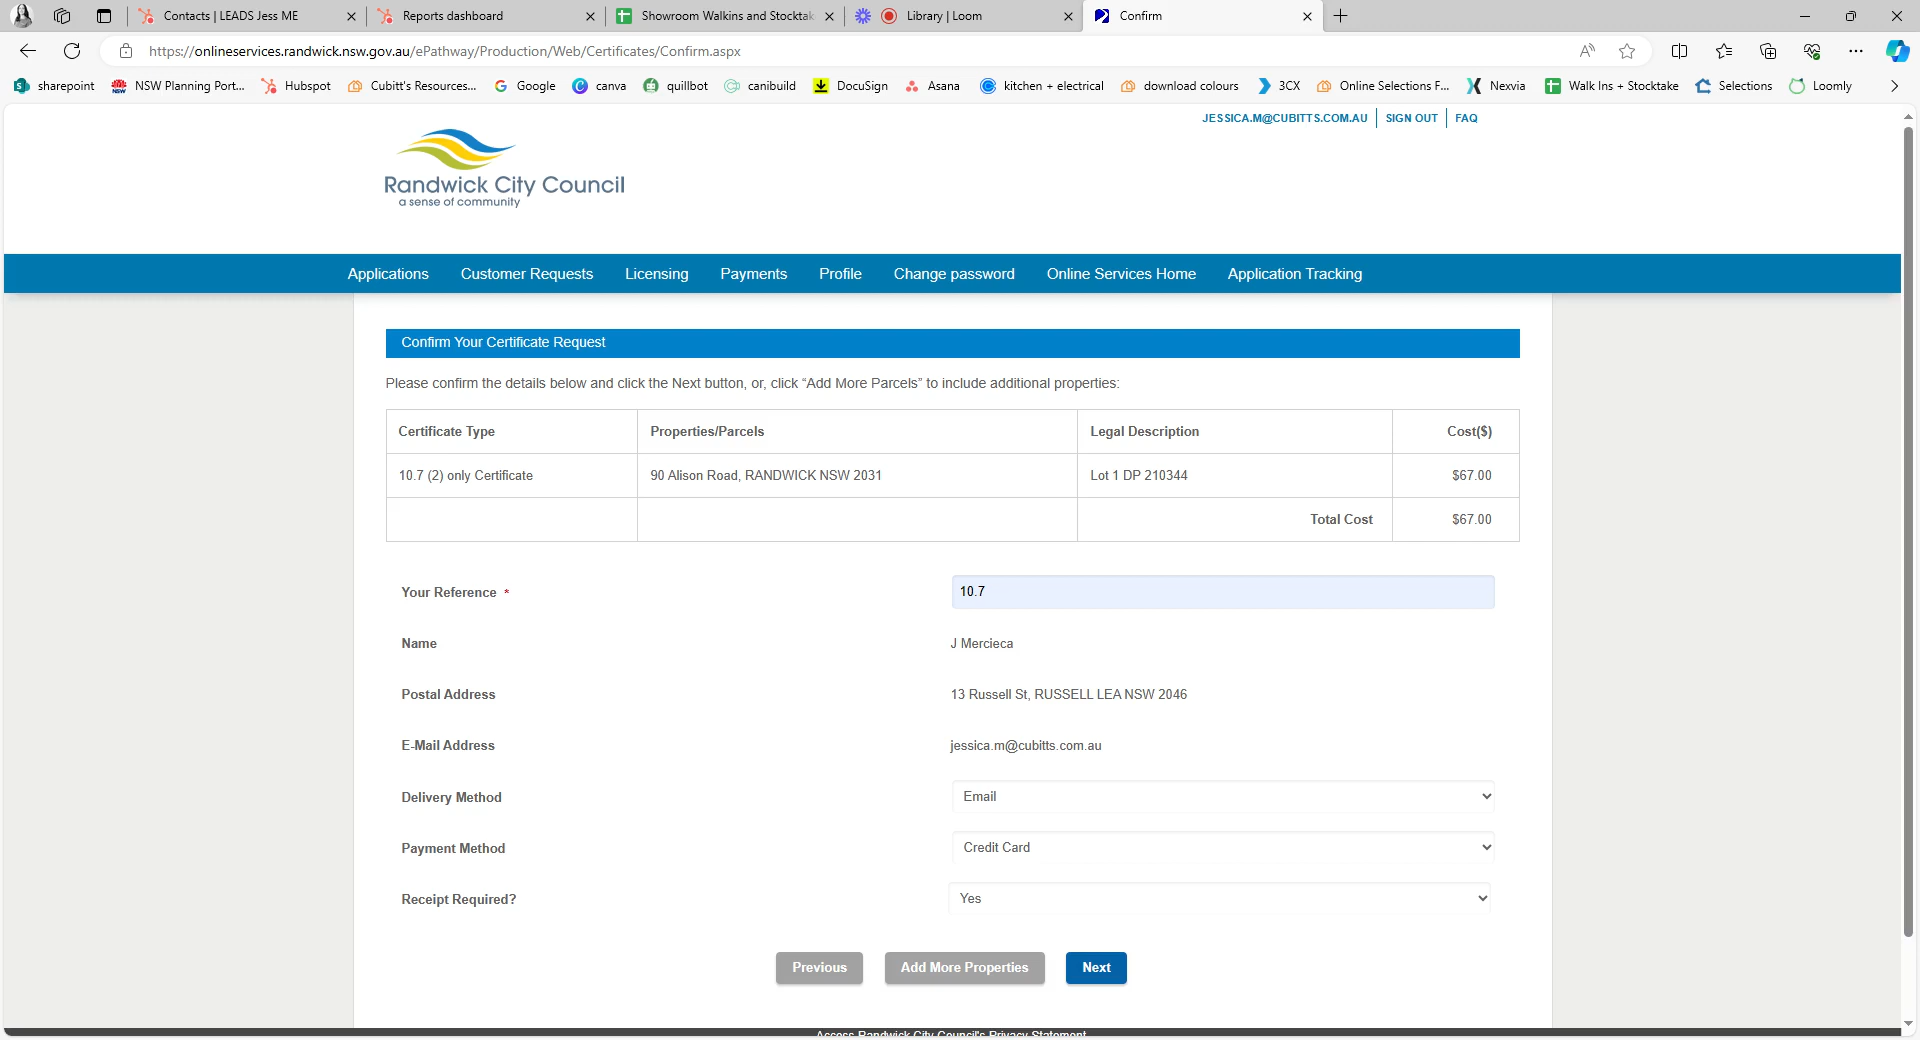 Contacts | LEADS Jess ME
Reports dashboard
Showroom Walkins and Stocktak
Library | Loom
Confirm
https://onlineservices.randwick.nsw.gov.au/ePathway/Production/Web/Certificates/Confirm.aspx
sharepoint
NSW Planning Port...
Hubspot
Cubitt's Resources...
Google
canva
quillbot
canibuild
DocuSign
Asana
kitchen + electrical
download colours
3CX
Online Selections F...
Nexvia
Walk Ins + Stocktake
Selections
Loomly
JESSICA.M@CUBITTS.COM.AU
SIGN OUT
FAQ
Randwick City Council
a sense of community
Applications
Customer Requests
Licensing
Payments
Profile
Change password
Online Services Home
Application Tracking
Confirm Your Certificate Request
Please confirm the details below and click the Next button, or, click “Add More Parcels” to include additional properties:
Certificate Type
Properties/Parcels
Legal Description
Cost($)
10.7 (2) only Certificate
90 Alison Road, RANDWICK NSW 2031
Lot 1 DP 210344
$67.00
Total Cost
$67.00
Your Reference *
10.7
Name
J Mercieca
Postal Address
13 Russell St, RUSSELL LEA NSW 2046
E-Mail Address
jessica.m@cubitts.com.au
Delivery Method
Email
Payment Method
Credit Card
Receipt Required?
Yes
Previous
Add More Properties
Next
Access Randwick City Council's Privacy Statement